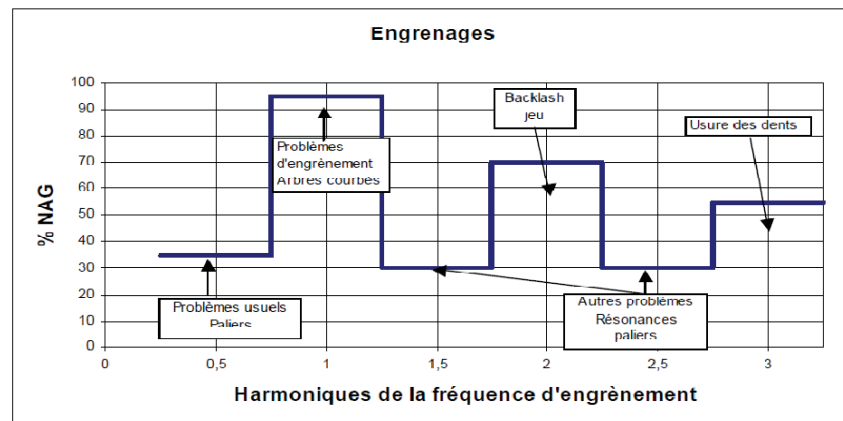 Engrenages
% NAG
100
90
80
70
60
50
40
30
20
10
0
Problèmes
d'engrènement
Arbres courbés
Backlash
jeu
Usure des dents
Problèmes usuels
Paliers
Autres problèmes
Résonances
paliers
0
0,5
1
1,5
2
2,5
3
Harmoniques de la fréquence d'engrènement